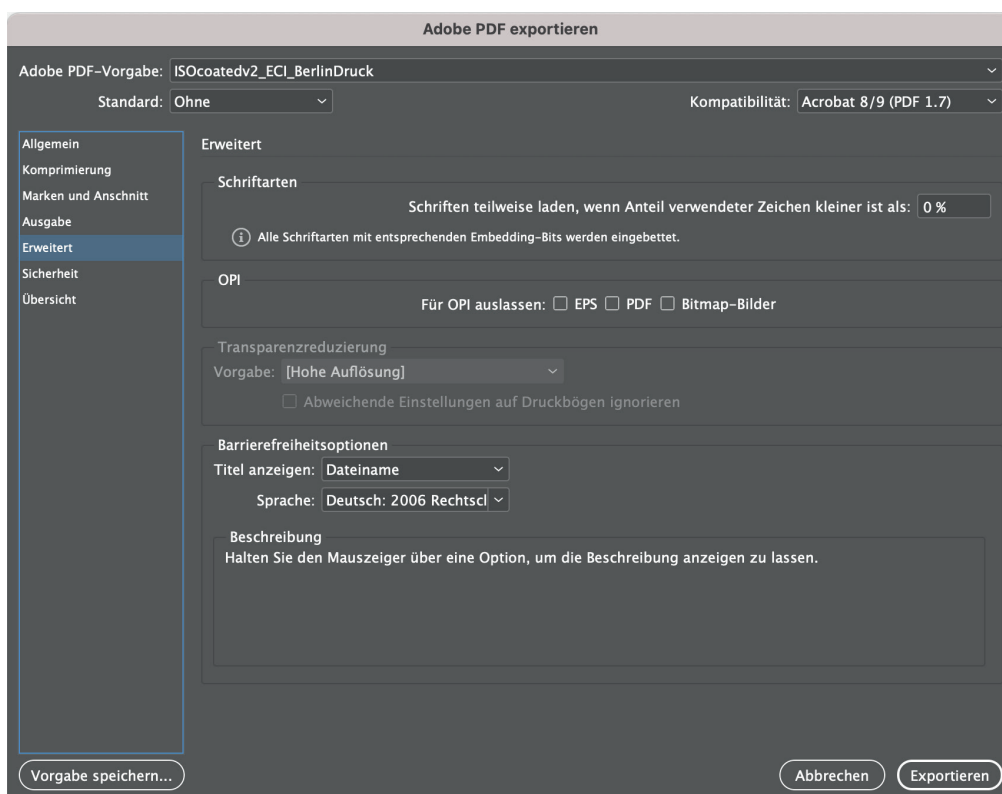 Adobe PDF exportieren
Adobe PDF-Vorgabe: ISOcoatedv2_ECI_BerlinDruck
Standard: Ohne Kompatibilität: Acrobat 8/9 (PDF 1.7)
Allgemein
Komprimierung
Marken und Anschnitt
Ausgabe
Erweitert
Sicherheit
Übersicht
Erweitert
Schriftarten
Schriften teilweise laden, wenn Anteil verwendeter Zeichen kleiner ist als: 0 %
Alle Schriftarten mit entsprechenden Embedding-Bits werden eingebettet.
OPI
Für OPI auslassen: EPS PDF Bitmap-Bilder
Transparenzreduzierung
Vorgabe: [Hohe Auflösung]
Abweichende Einstellungen auf Druckbögen ignorieren
Barrierefreiheitsoptionen
Titel anzeigen: Dateiname
Sprache: Deutsch: 2006 Rechtscl
Beschreibung
Halten Sie den Mauszeiger über eine Option, um die Beschreibung anzeigen zu lassen.
Vorgabe speichern... Abbrechen Exportieren